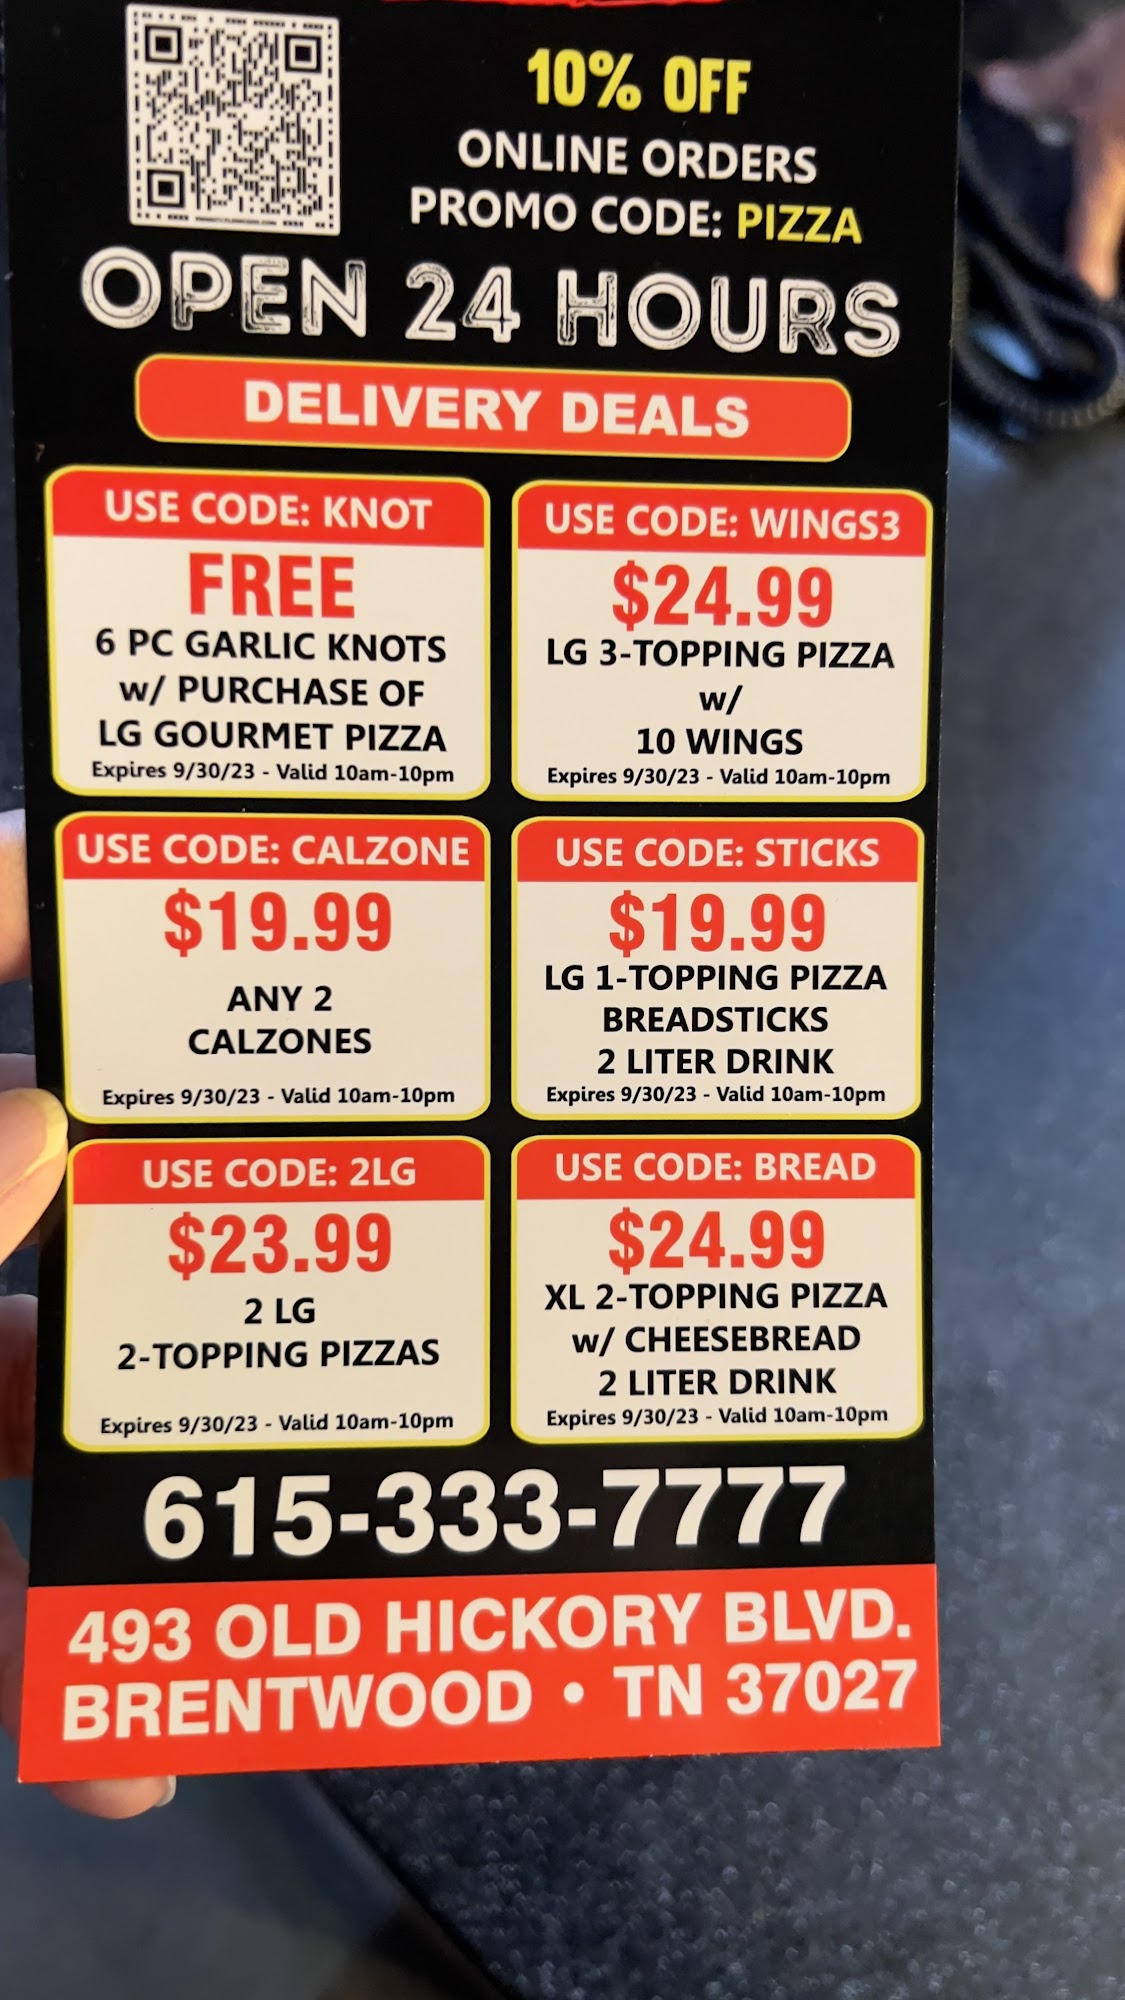 10% OFF
ONLINE ORDERS
PROMO CODE: PIZZA
OPEN 24 HOURS
DELIVERY DEALS
USE CODE: KNOT
FREE
6 PC GARLIC KNOTS
w/ PURCHASE OF
LG GOURMET PIZZA
Expires 9/30/23 - Valid 10am-10pm
USE CODE: WINGS3
$24.99
LG 3-TOPPING PIZZA
w/
10 WINGS
Expires 9/30/23 - Valid 10am-10pm
USE CODE: CALZONE
$19.99
ANY 2
CALZONES
Expires 9/30/23 - Valid 10am-10pm
USE CODE: STICKS
$19.99
LG 1-TOPPING PIZZA
BREADSTICKS
2 LITER DRINK
Expires 9/30/23 - Valid 10am-10pm
USE CODE: 2LG
$23.99
2 LG
2-TOPPING PIZZAS
Expires 9/30/23 - Valid 10am-10pm
USE CODE: BREAD
$24.99
XL 2-TOPPING PIZZA
w/ CHEESEBREAD
2 LITER DRINK
Expires 9/30/23 - Valid 10am-10pm
615-333-7777
493 OLD HICKORY BLVD.
BRENTWOOD • TN 37027